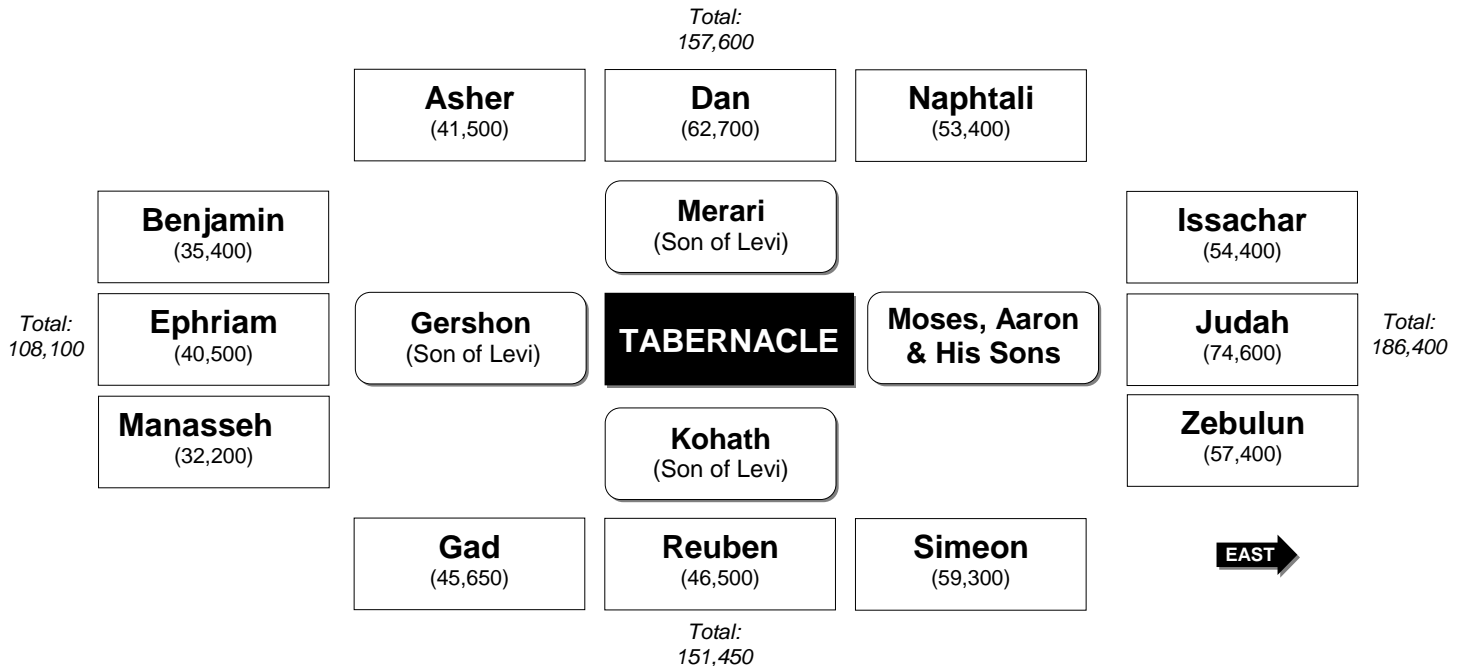 Total:
157,600
Asher
(41,500)
Dan
(62,700)
Naphtali
(53,400)
Benjamin
(35,400)
Merari
(Son of Levi)
Issachar
(54,400)
Total:
108,100
Ephriam
(40,500)
Gershon
(Son of Levi)
TABERNACLE
Moses, Aaron
& His Sons
Judah
(74,600)
Total:
186,400
Manasseh
(32,200)
Kohath
(Son of Levi)
Zebulun
(57,400)
Gad
(45,650)
Reuben
(46,500)
Simeon
(59,300)
EAST
Total:
151,450